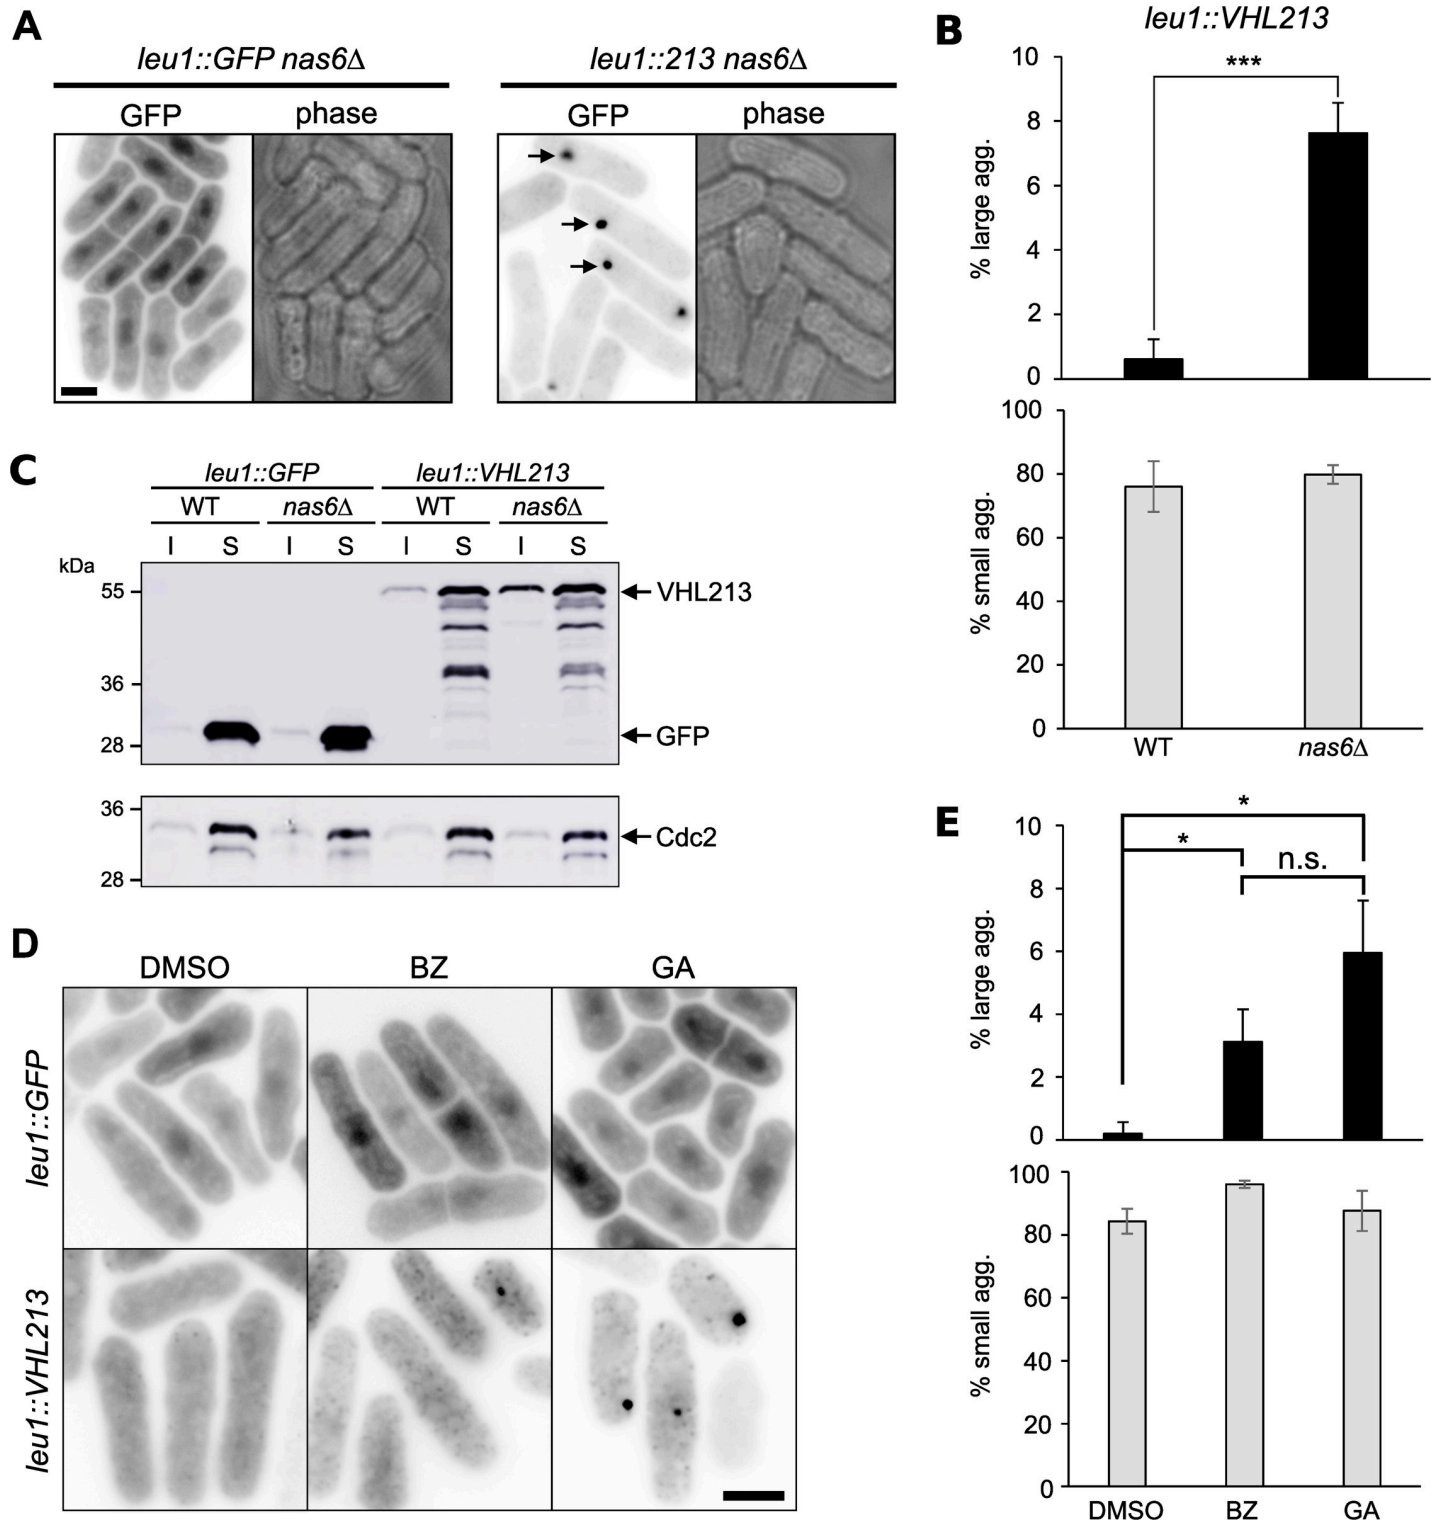 A
leu1::GFP nas6Δ
leu1::213 nas6Δ
GFP phase GFP phase
B
leu1::VHL213
***
% large agg.
10
8
6
4
2
0
% small agg.
100
80
60
40
20
0
WT nas6Δ
C
leu1::GFP leu1::VHL213
WT nas6Δ WT nas6Δ
I S I S I S I S
kDa
55
36
28
VHL213
GFP
36
28
Cdc2
D
DMSO BZ GA
leu1::GFP
leu1::VHL213
E
*
*
n.s.
% large agg.
10
8
6
4
2
0
% small agg.
100
80
60
40
20
0
DMSO BZ GA